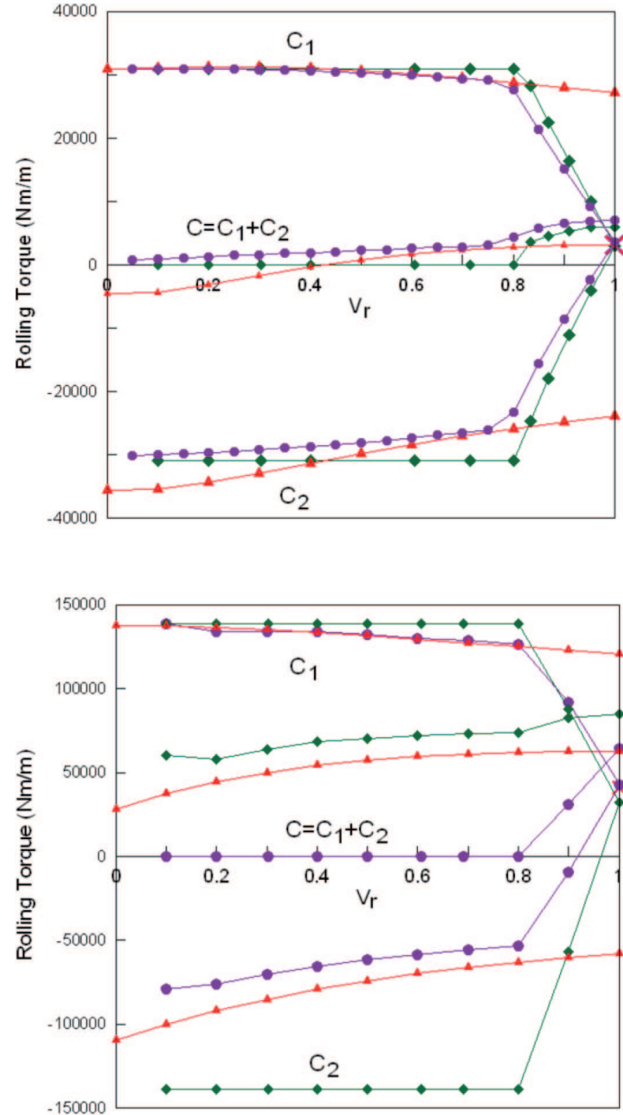 40000
C1
20000
Rolling Torque (Nm/m)
C=C1+C2
0
0 0.2 0.4 0.6 0.8 1
Vr
-20000
C2
-40000
150000
C1
100000
Rolling Torque (Nm/m)
50000
C=C1+C2
0
0 0.2 0.4 0.6 0.8 1
Vr
-50000
-100000
C2
-150000